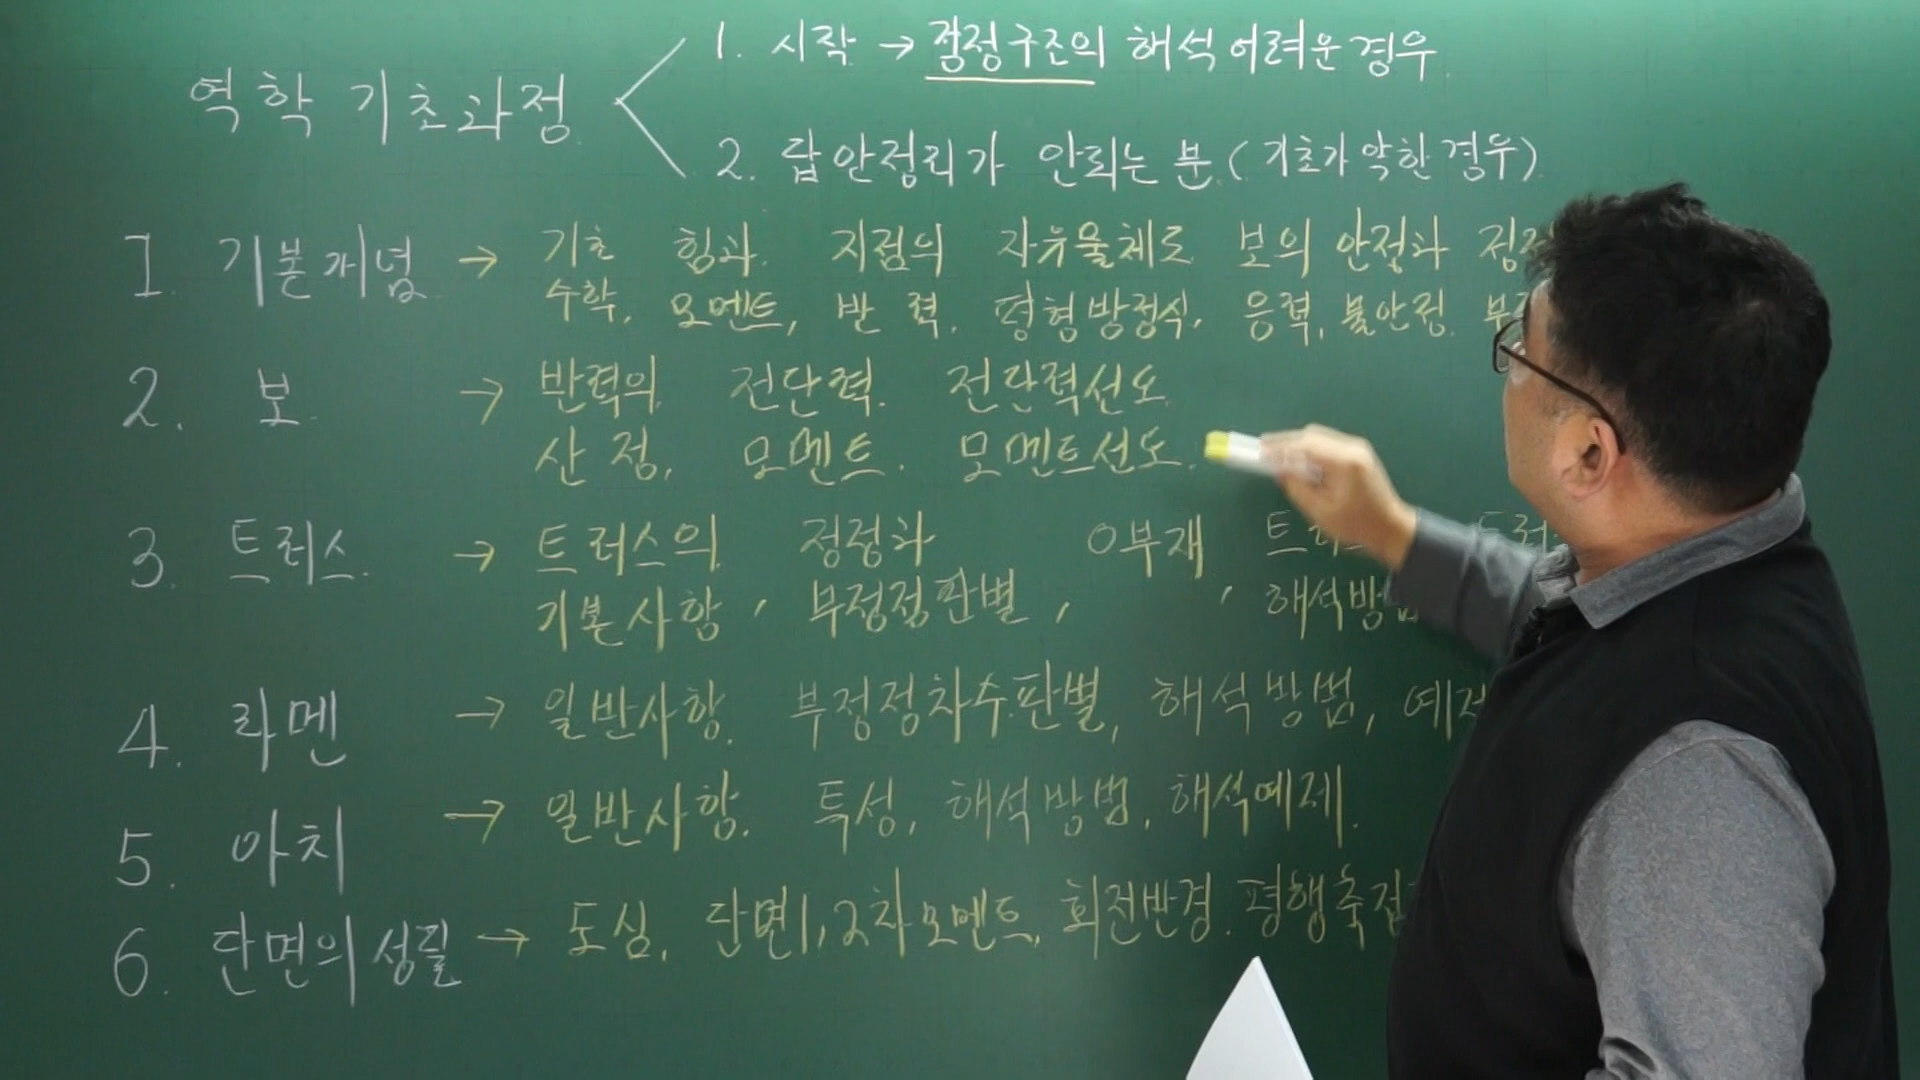 역학 기초과정
1. 시작 → 정정구조의 해석 어려운 경우
2. 답안정리가 안되는 분 (기초가 약한 경우)
1. 기본개념 → 기초 힘과 지점의 자유물체도 보의 안정과
수학, 모멘트, 반력, 평형방정식, 응력, 불안정
2. 보 → 반력의 전단력 전단력선도
산정, 모멘트, 모멘트선도,
3. 트러스 → 트러스의 정정과 0부재
기본사항, 부정정판별, , 해석방법
4. 라멘 → 일반사항, 부정정차수판별, 해석방법,
5. 아치 → 일반사항, 특성, 해석방법, 해석예제.
6. 단면의 성질 → 도심, 단면1,2차모멘트, 회전반경, 평행축